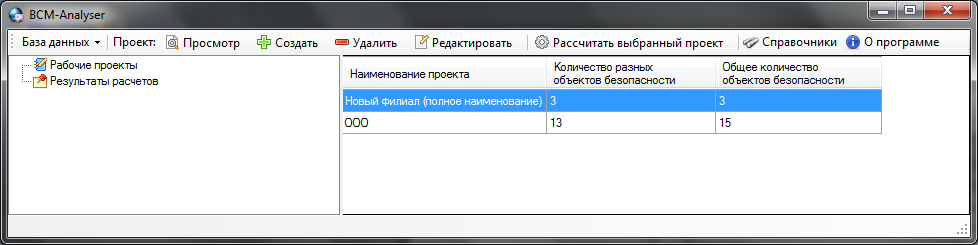 BCM-Analyser
База данных Проект: Просмотр Создать Удалить Редактировать Рассчитать выбранный проект Справочники О программе
Рабочие проекты
Результаты расчетов
Наименование проекта
Количество разных
объектов безопасности
Общее количество
объектов безопасности
Новый филиал (полное наименование) 3 3
ООО 13 15